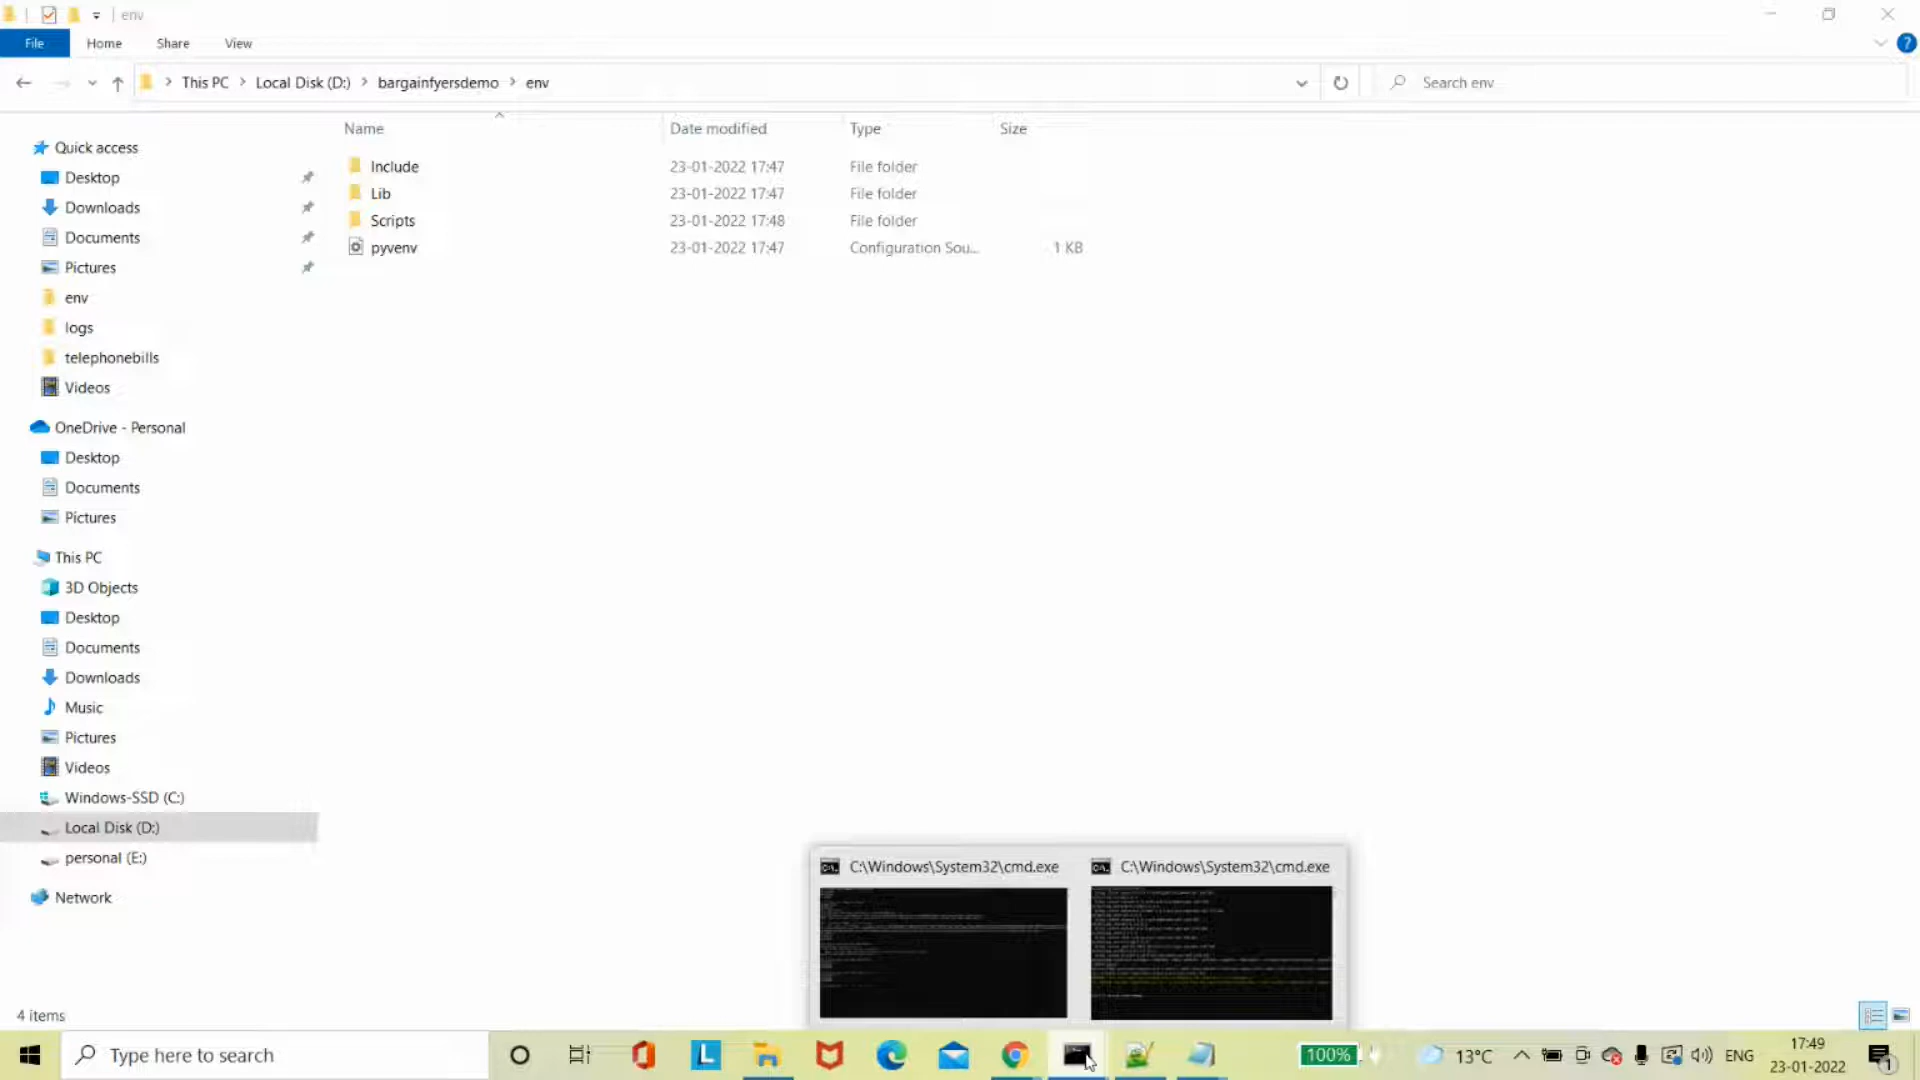 env
File
Home
Share
View
This PC
Local Disk (D:)
bargainfyersdemo
env
Search env
Name
Date modified
Type
Size
Include
23-01-2022 17:47
File folder
Lib
23-01-2022 17:47
File folder
Scripts
23-01-2022 17:48
File folder
pyvenv
23-01-2022 17:47
Configuration Sou...
1 KB
Quick access
Desktop
Downloads
Documents
Pictures
env
logs
telephonebills
Videos
OneDrive - Personal
Desktop
Documents
Pictures
This PC
3D Objects
Desktop
Documents
Downloads
Music
Pictures
Videos
Windows-SSD (C:)
Local Disk (D:)
personal (E:)
Network
C:\Windows\System32\cmd.exe
C:\Windows\System32\cmd.exe
4 items
Type here to search
100%
13°C
ENG
17:49
23-01-2022
1